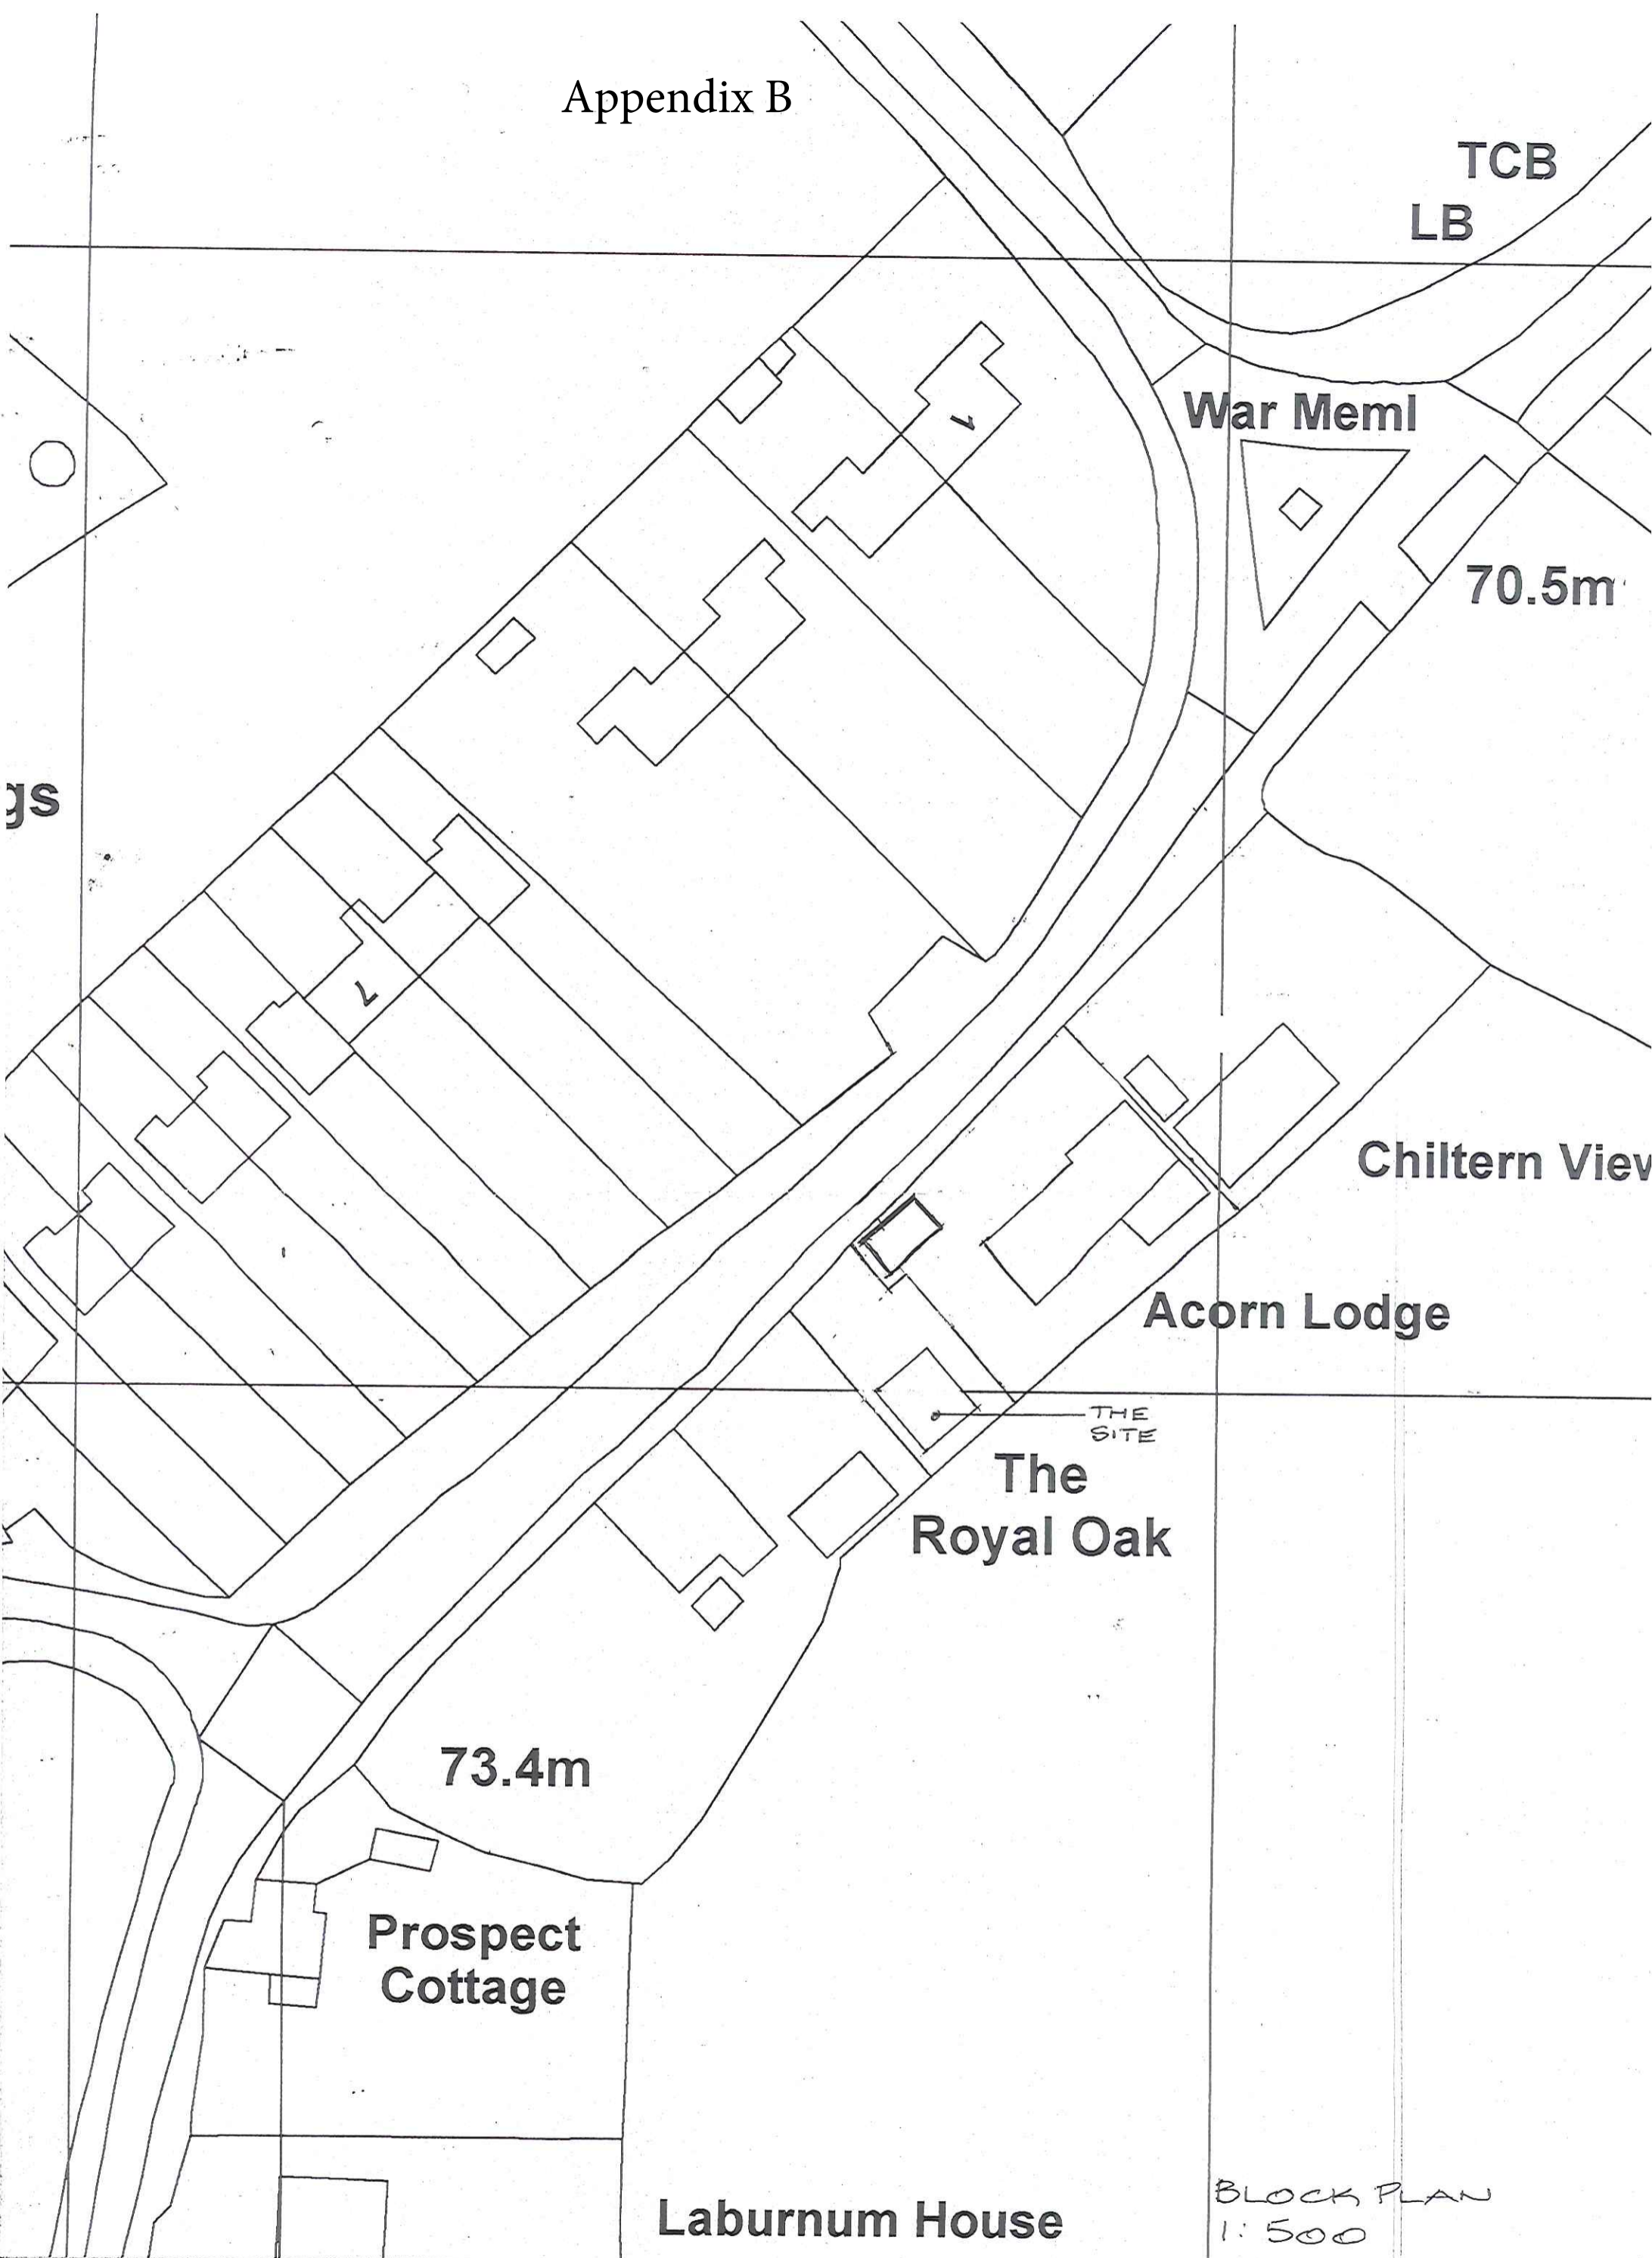 Appendix B
TCB
LB
War Meml
1
70.5m
gs
7
Chiltern View
Acorn Lodge
THE
SITE
The
Royal Oak
73.4m
Prospect
Cottage
Laburnum House
BLOCK PLAN
1:500